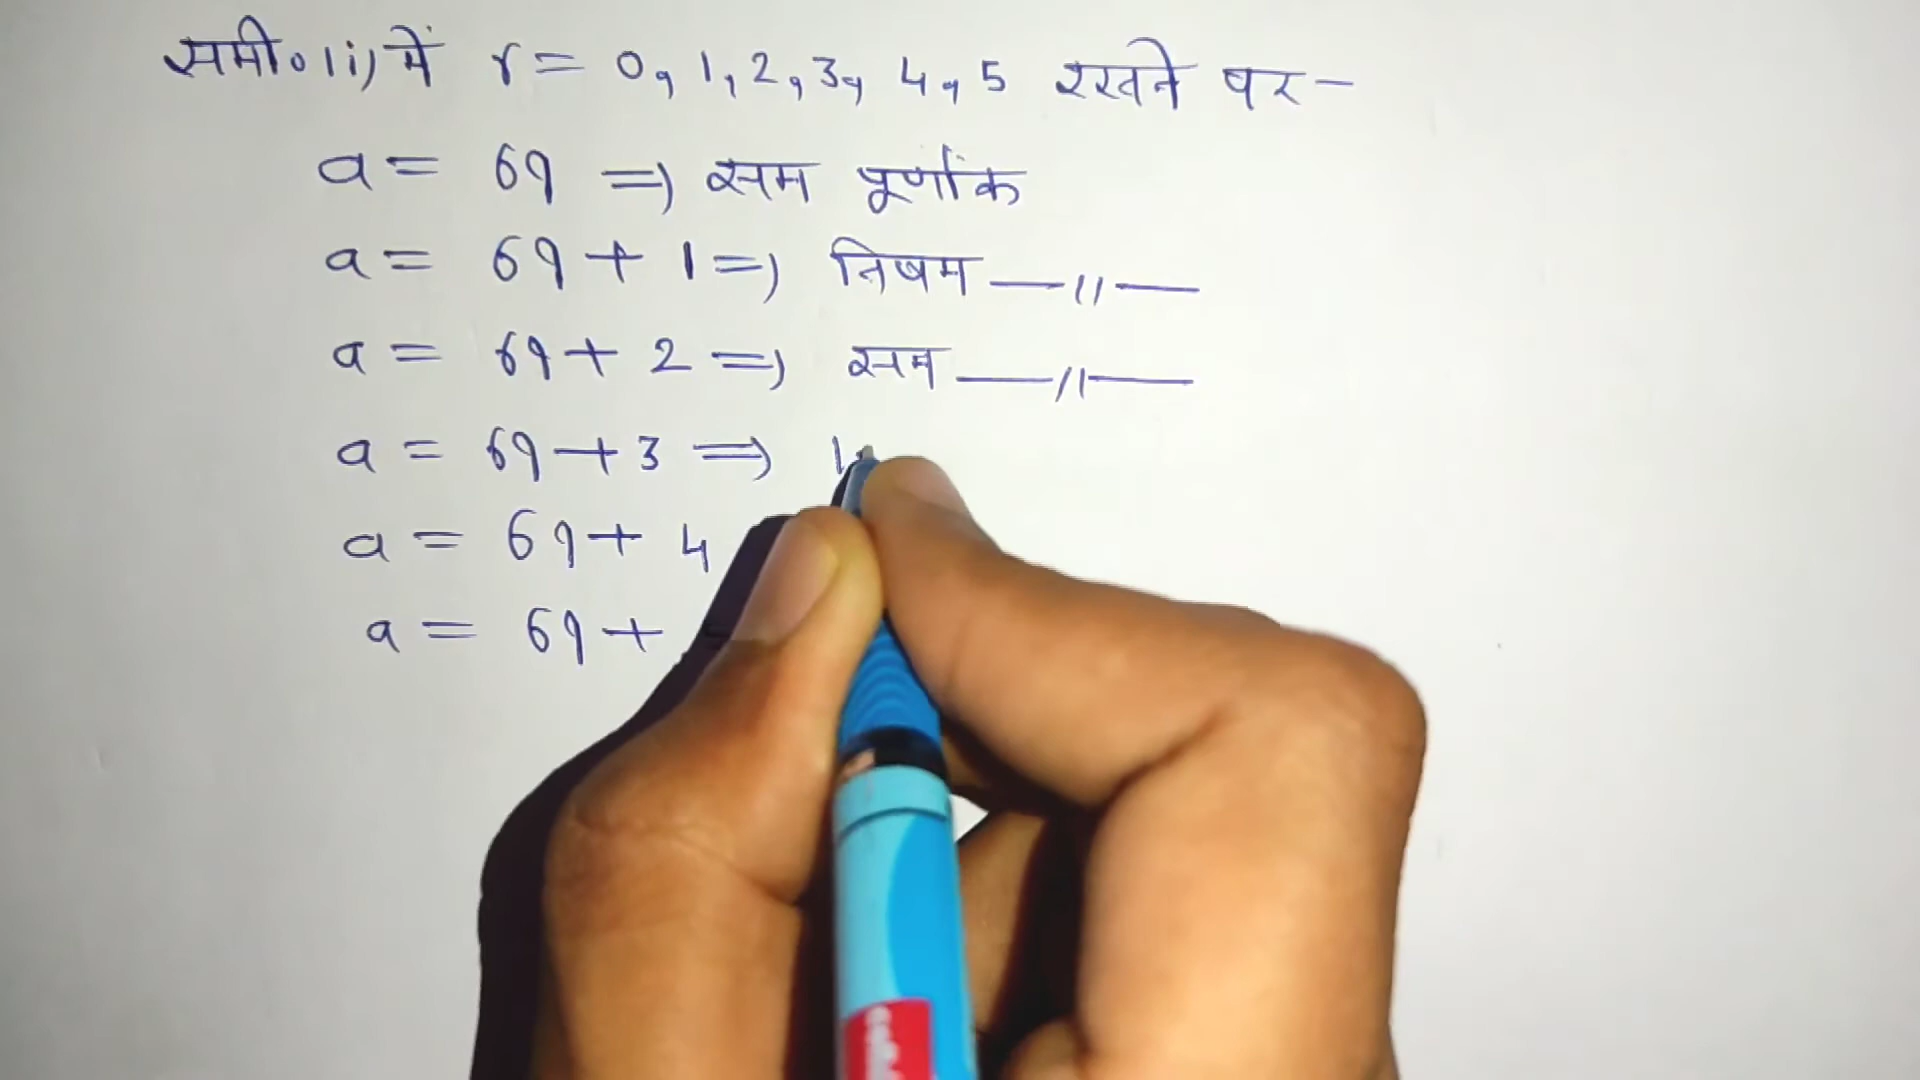 समी० (i) में r = 0, 1, 2, 3, 4, 5 रखने पर -
a = 6q => सम पूर्णांक
a = 6q + 1 => विषम —〃—
a = 6q + 2 => सम —〃—
a = 6q + 3 =>
a = 6q + 4
a = 6q +